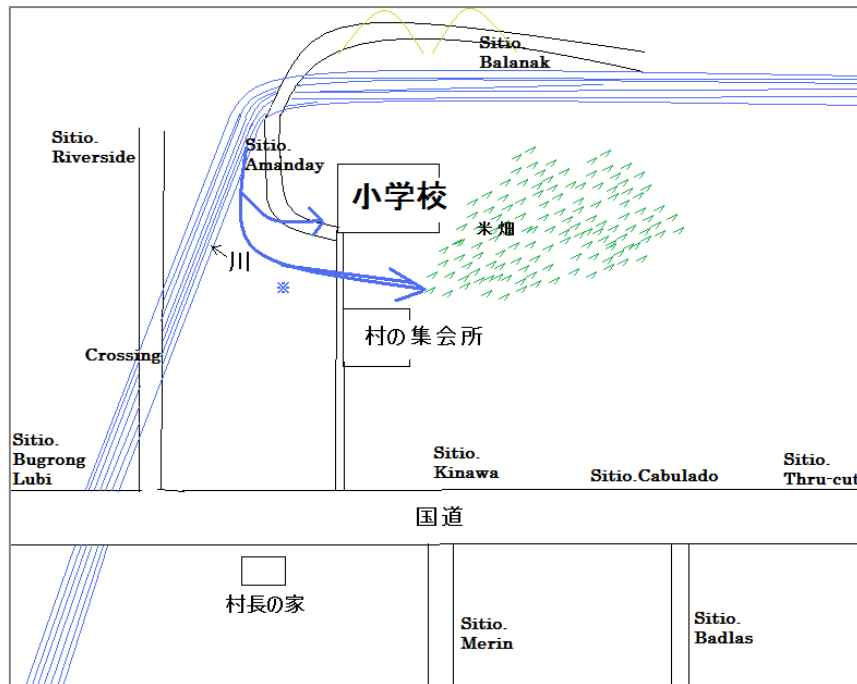 Sitio.
Balanak
Sitio.
Riverside
Sitio.
Amanday
小学校
米畑
川
※
村の集会所
Crossing
Sitio.
Bugrong
Lubi
Sitio.
Kinawa
Sitio.Cabulado
Sitio.
Thru-cut
国道
村長の家
Sitio.
Merin
Sitio.
Badlas